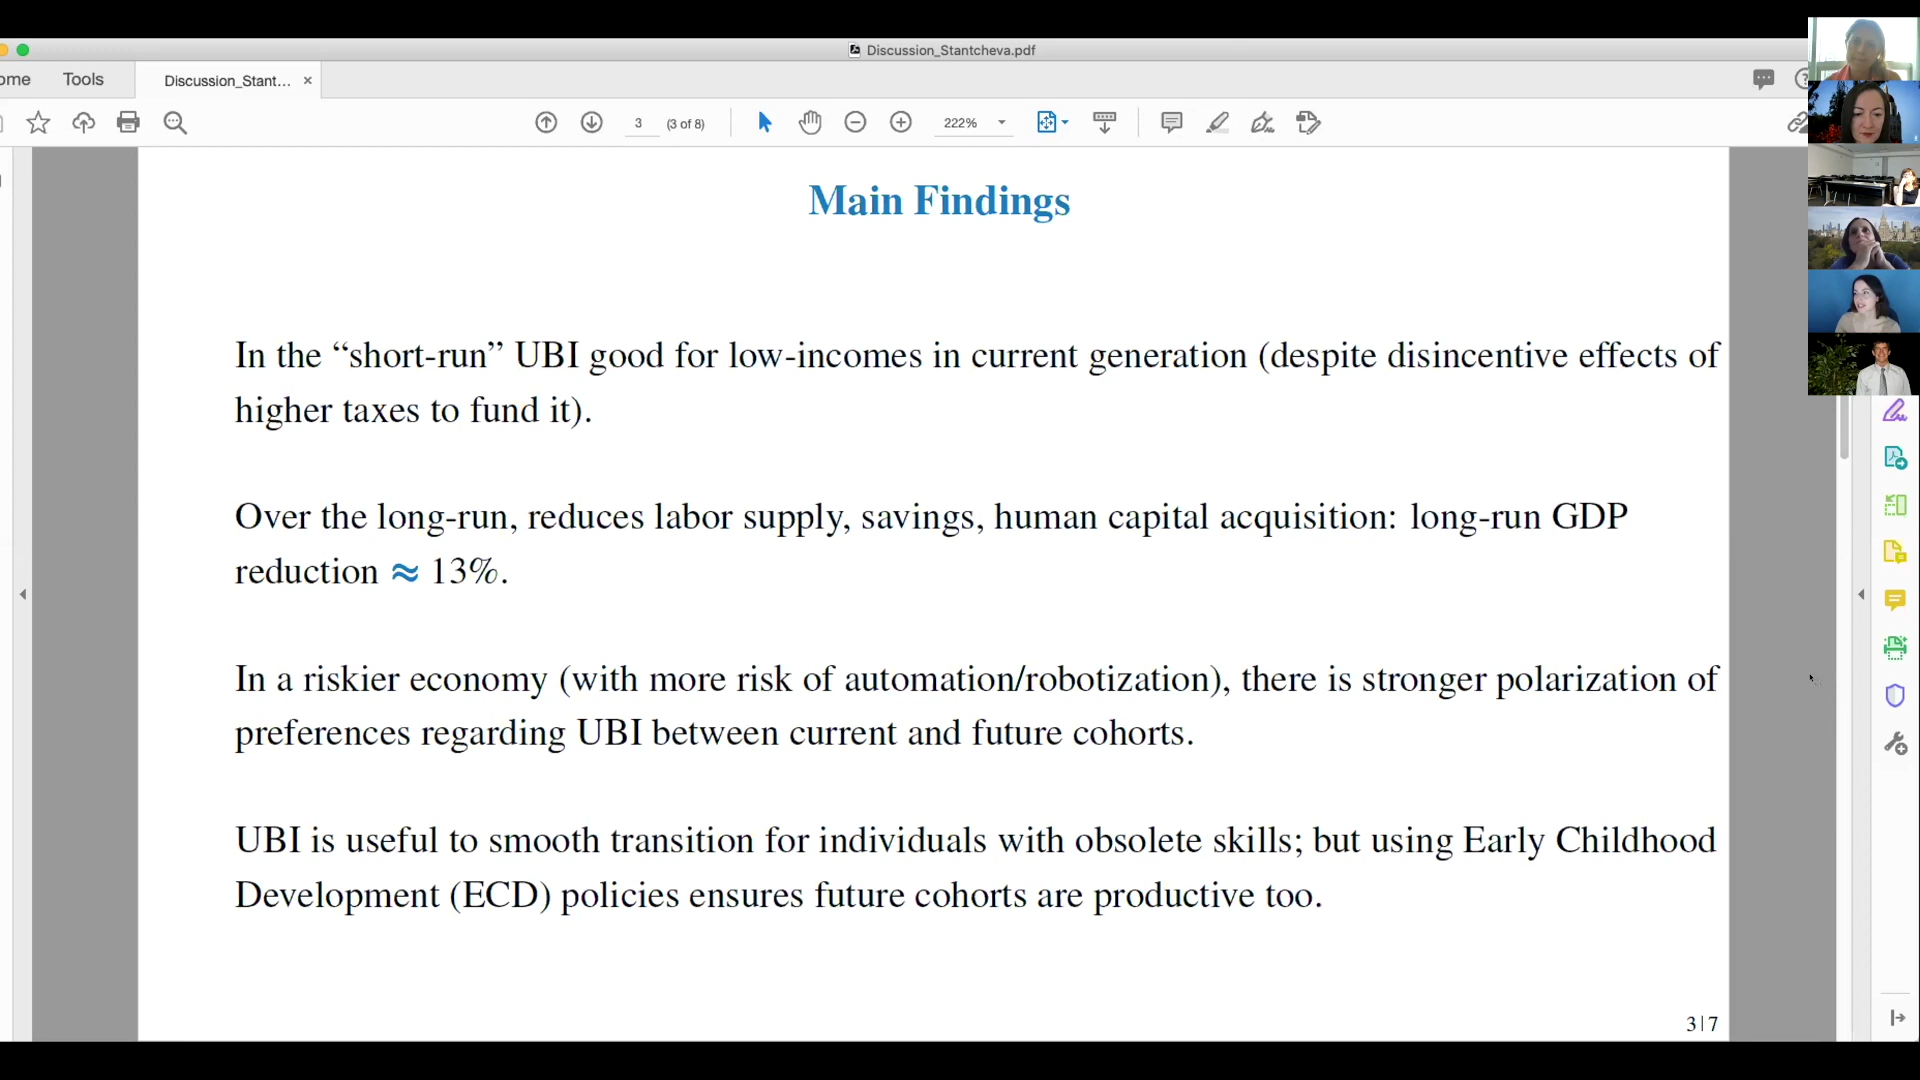 Discussion_Stantcheva.pdf
ome
Tools
Discussion_Stant...
3
(3 of 8)
222%
Main Findings
In the “short-run” UBI good for low-incomes in current generation (despite disincentive effects of
higher taxes to fund it).
Over the long-run, reduces labor supply, savings, human capital acquisition: long-run GDP
reduction ≈ 13%.
In a riskier economy (with more risk of automation/robotization), there is stronger polarization of
preferences regarding UBI between current and future cohorts.
UBI is useful to smooth transition for individuals with obsolete skills; but using Early Childhood
Development (ECD) policies ensures future cohorts are productive too.
3|7